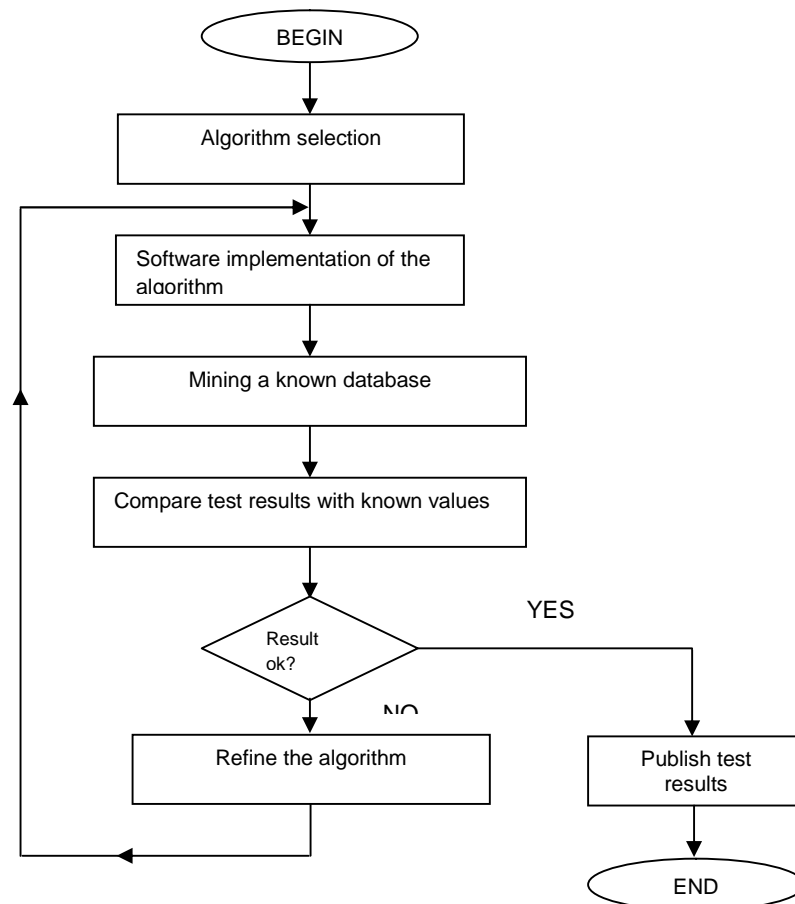 BEGIN
Algorithm selection
Software implementation of the
algorithm
Mining a known database
Compare test results with known values
YES
Result
ok?
NO
Refine the algorithm
Publish test
results
END